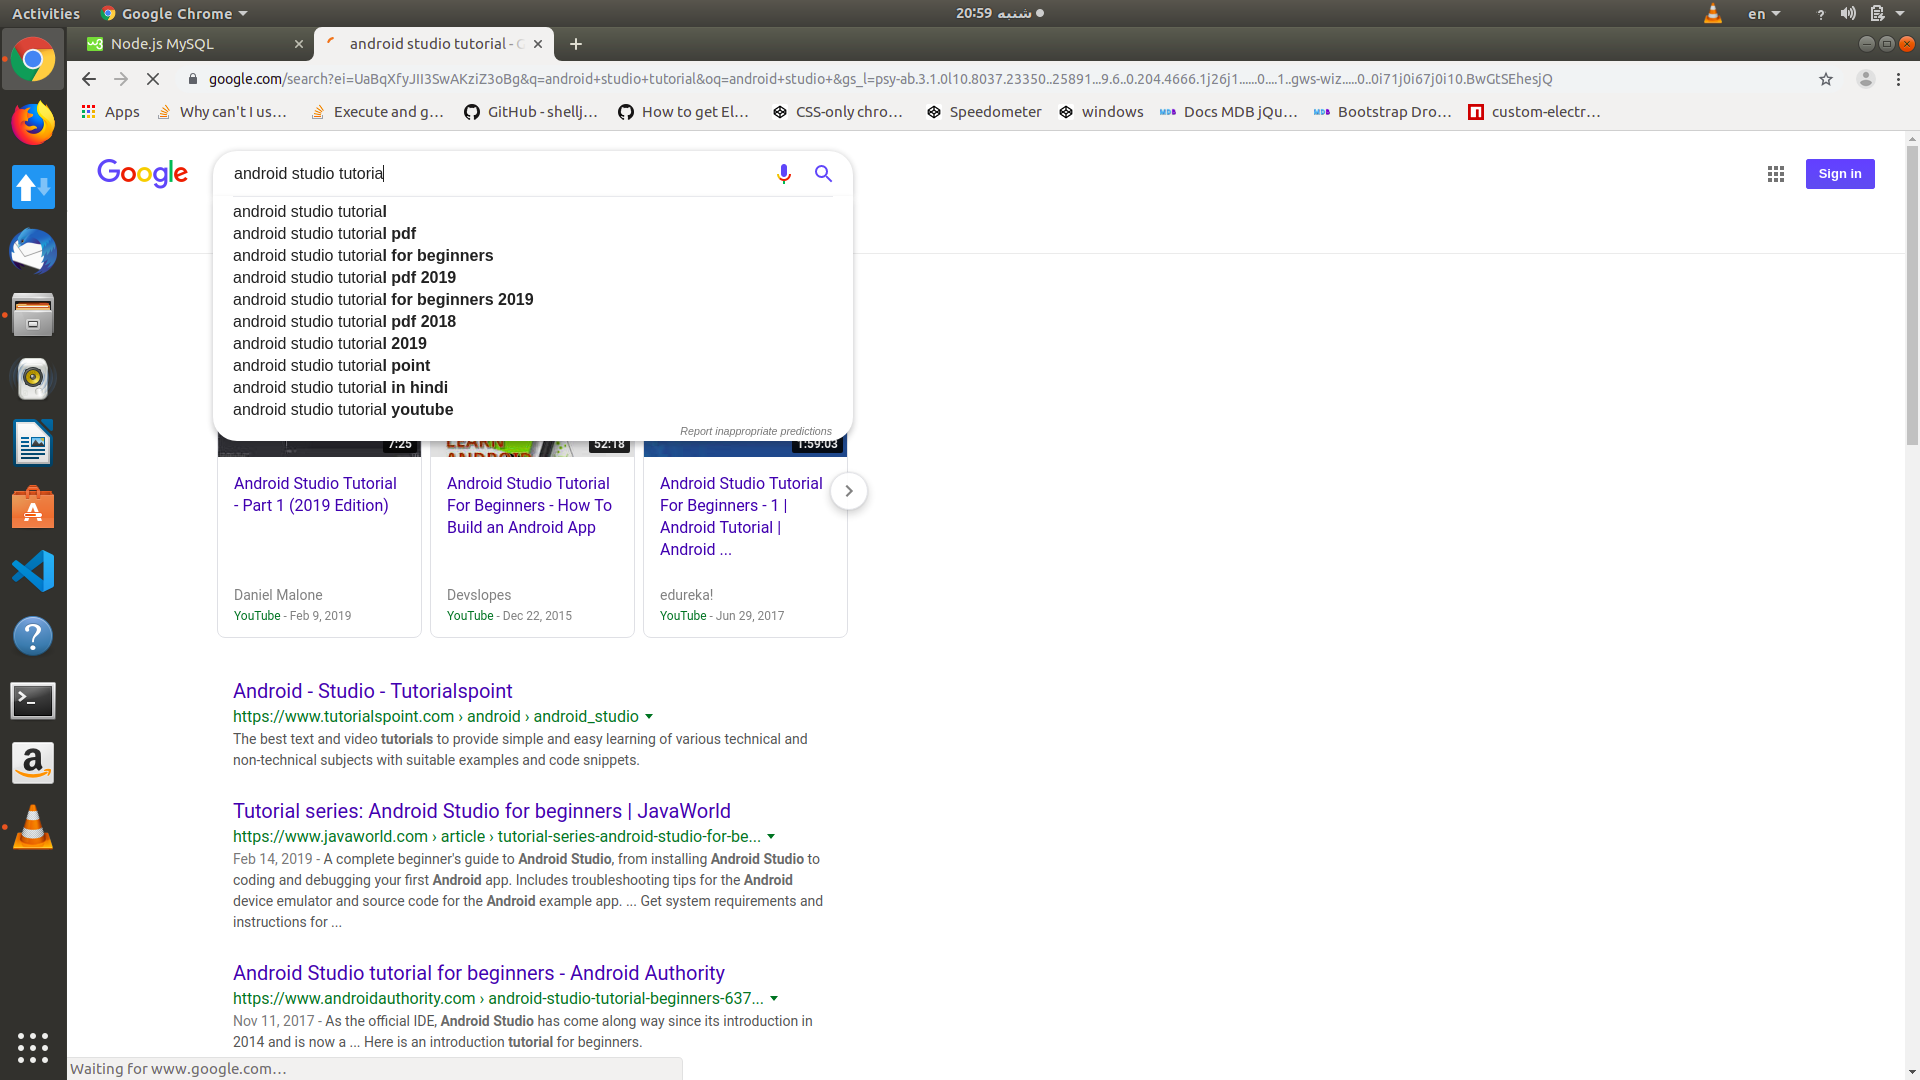 Activities
Google Chrome
شنبه 20:59
en
Node.js MySQL
android studio tutorial - G
google.com/search?ei=UaBqXfyJII3SwAKziZ3oBg&q=android+studio+tutorial&oq=android+studio+&gs_l=psy-ab.3.1.0l10.8037.23350..25891...9.6..0.204.4666.1j26j1......0....1..gws-wiz.....0..0i71j0i67j0i10.BwGtSEhesjQ
Apps
Why can't I us…
Execute and g…
GitHub - shellj…
How to get El…
CSS-only chro…
Speedometer
windows
Docs MDB jQu…
Bootstrap Dro…
custom-electr…
Google
android studio tutoria
Sign in
android studio tutorial
android studio tutorial pdf
android studio tutorial for beginners
android studio tutorial pdf 2019
android studio tutorial for beginners 2019
android studio tutorial pdf 2018
android studio tutorial 2019
android studio tutorial point
android studio tutorial in hindi
android studio tutorial youtube
Report inappropriate predictions
7:25
LEARN
ANDROID
52:18
1:59:03
Android Studio Tutorial
- Part 1 (2019 Edition)
Daniel Malone
YouTube - Feb 9, 2019
Android Studio Tutorial
For Beginners - How To
Build an Android App
Devslopes
YouTube - Dec 22, 2015
Android Studio Tutorial
For Beginners - 1 |
Android Tutorial |
Android ...
edureka!
YouTube - Jun 29, 2017
Android - Studio - Tutorialspoint
https://www.tutorialspoint.com › android › android_studio
The best text and video tutorials to provide simple and easy learning of various technical and
non-technical subjects with suitable examples and code snippets.
Tutorial series: Android Studio for beginners | JavaWorld
https://www.javaworld.com › article › tutorial-series-android-studio-for-be...
Feb 14, 2019 - A complete beginner's guide to Android Studio, from installing Android Studio to
coding and debugging your first Android app. Includes troubleshooting tips for the Android
device emulator and source code for the Android example app. ... Get system requirements and
instructions for ...
Android Studio tutorial for beginners - Android Authority
https://www.androidauthority.com › android-studio-tutorial-beginners-637...
Nov 11, 2017 - As the official IDE, Android Studio has come along way since its introduction in
2014 and is now a ... Here is an introduction tutorial for beginners.
Waiting for www.google.com…